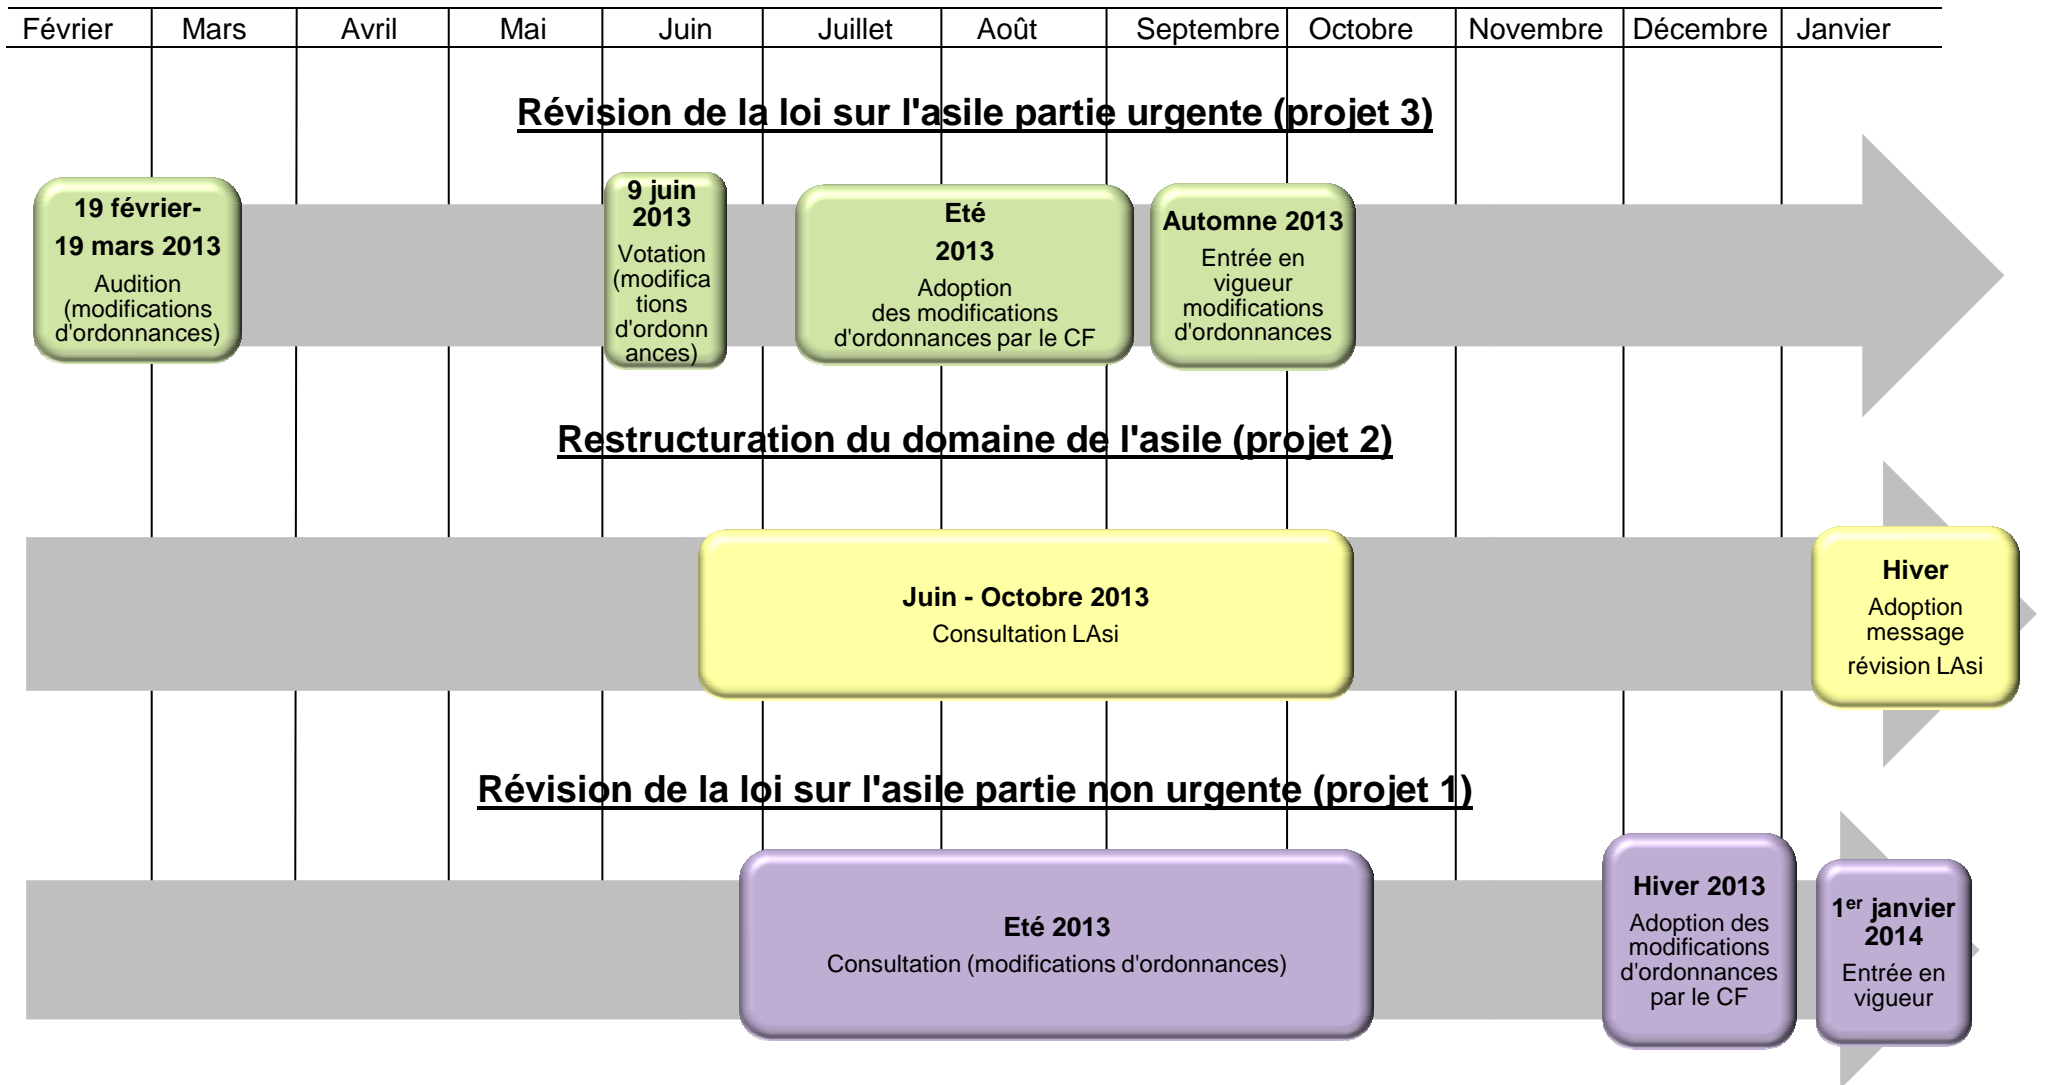 Février Mars Avril Mai Juin Juillet Août Septembre Octobre Novembre Décembre Janvier
Révision de la loi sur l'asile partie urgente (projet 3)
19 février-
19 mars 2013
Audition
(modifications
d'ordonnances)
9 juin
2013
Votation
(modifica
tions
d'ordonn
ances)
Eté
2013
Adoption
des modifications
d'ordonnances par le CF
Automne 2013
Entrée en
vigueur
modifications
d'ordonnances
Restructuration du domaine de l'asile (projet 2)
Juin - Octobre 2013
Consultation LAsi
Hiver
Adoption
message
révision LAsi
Révision de la loi sur l'asile partie non urgente (projet 1)
Eté 2013
Consultation (modifications d'ordonnances)
Hiver 2013
Adoption des
modifications
d'ordonnances
par le CF
1er janvier
2014
Entrée en
vigueur